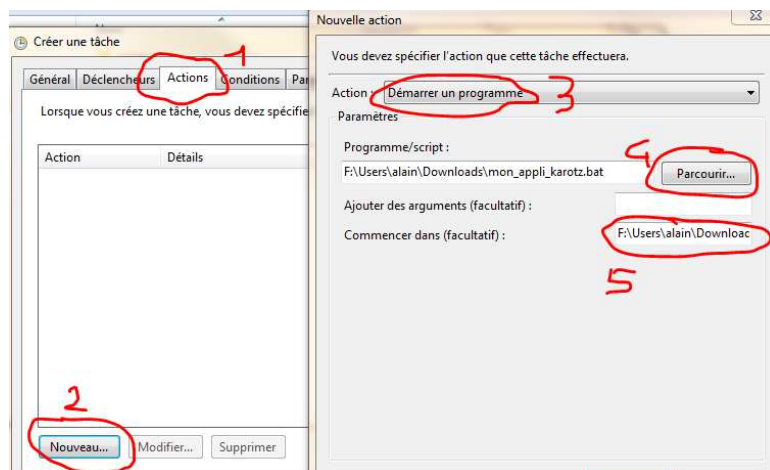 Créer une tâche
1
Général Déclencheurs Actions Conditions Par
Lorsque vous créez une tâche, vous devez spécifie
Action Détails
2
Nouveau... Modifier... Supprimer
Nouvelle action
Vous devez spécifier l'action que cette tâche effectuera.
Action : Démarrer un programme 3
Paramètres
Programme/script :
4
F:\Users\alain\Downloads\mon_appli_karotz.bat Parcourir...
Ajouter des arguments (facultatif) :
Commencer dans (facultatif) : F:\Users\alain\Downloac
5